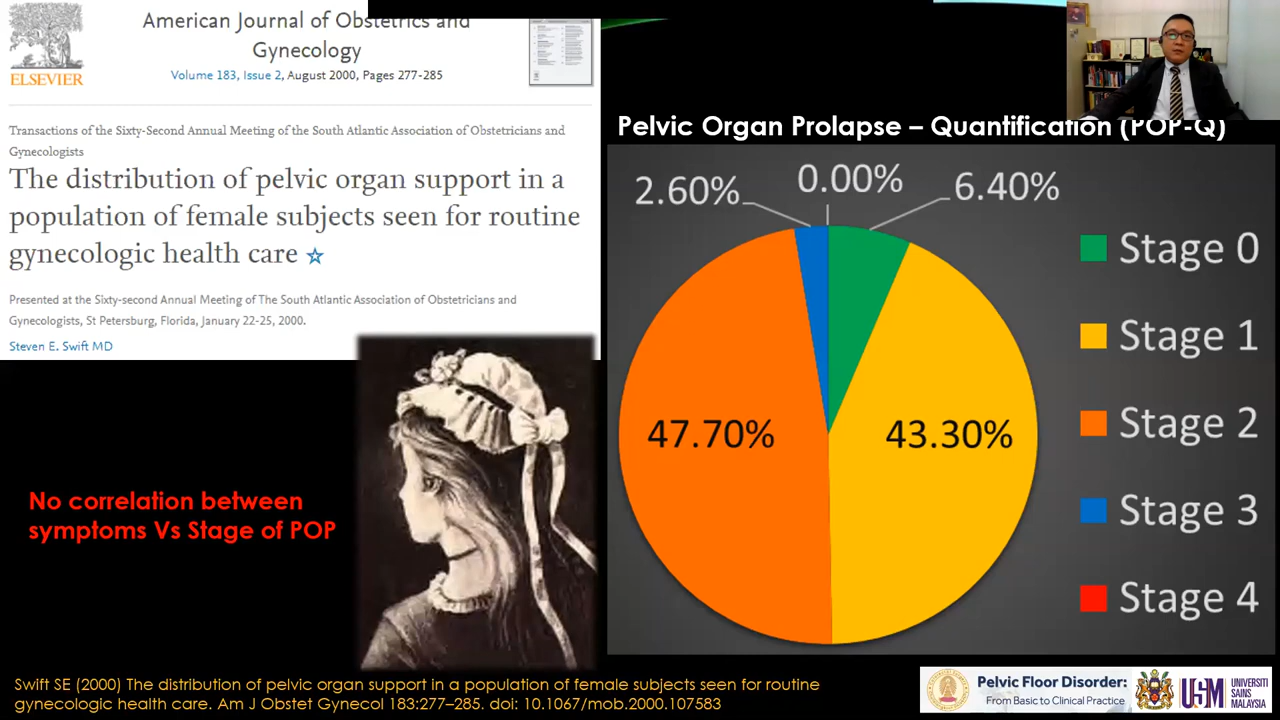 American Journal of Obstetrics and
Gynecology
Volume 183, Issue 2, August 2000, Pages 277-285
ELSEVIER
Transactions of the Sixty-Second Annual Meeting of the South Atlantic Association of Obstetricians and
Gynecologists
The distribution of pelvic organ support in a
population of female subjects seen for routine
gynecologic health care ☆
Presented at the Sixty-second Annual Meeting of The South Atlantic Association of Obstetricians and
Gynecologists, St Petersburg, Florida, January 22-25, 2000.
Steven E. Swift MD
No correlation between
symptoms Vs Stage of POP
Pelvic Organ Prolapse – Quantification (POP-Q)
2.60%
0.00%
6.40%
47.70%
43.30%
Stage 0
Stage 1
Stage 2
Stage 3
Stage 4
Swift SE (2000) The distribution of pelvic organ support in a population of female subjects seen for routine
gynecologic health care. Am J Obstet Gynecol 183:277–285. doi: 10.1067/mob.2000.107583
Pelvic Floor Disorder:
From Basic to Clinical Practice
USM
UNIVERSITI
SAINS
MALAYSIA